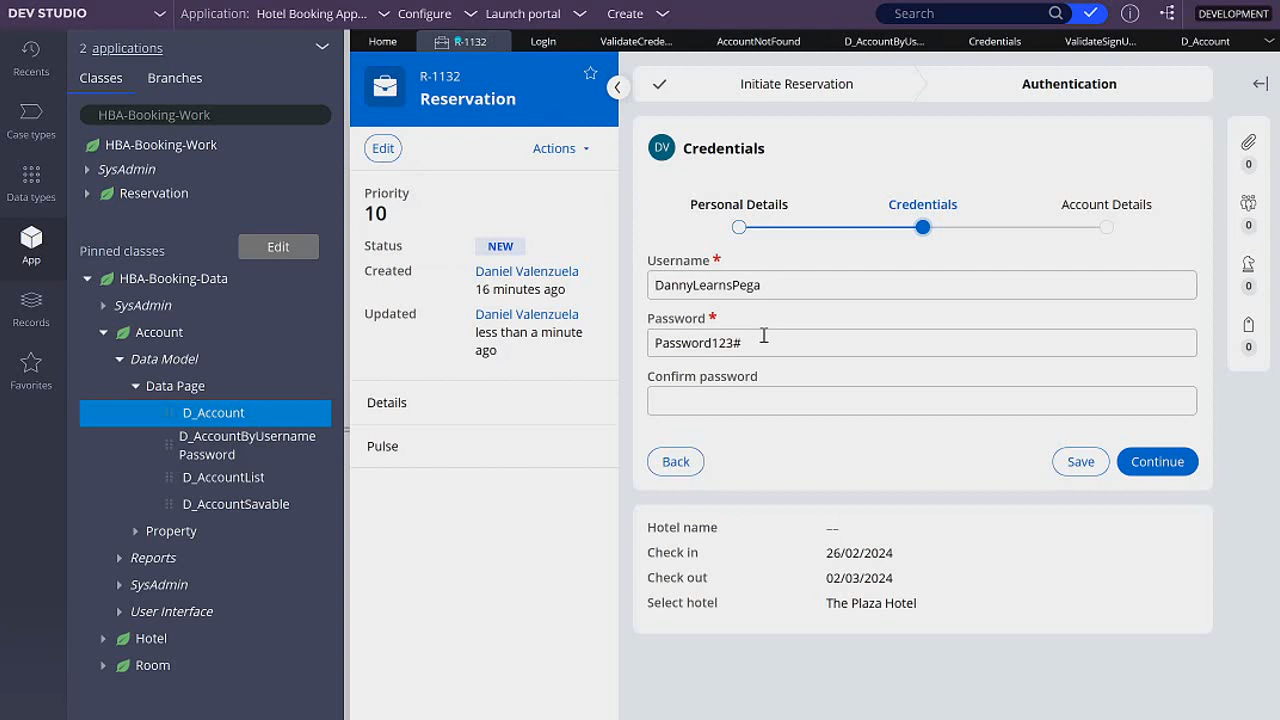 DEV STUDIO
Application: Hotel Booking App...
Configure
Launch portal
Create
Search
DEVELOPMENT
Recents
Case types
Data types
App
Records
Favorites
2 applications
Classes
Branches
HBA-Booking-Work
HBA-Booking-Work
SysAdmin
Reservation
Pinned classes
Edit
HBA-Booking-Data
SysAdmin
Account
Data Model
Data Page
D_Account
D_AccountByUsername
Password
D_AccountList
D_AccountSavable
Property
Reports
SysAdmin
User Interface
Hotel
Room
Home
R-1132
LogIn
ValidateCrede...
AccountNotFound
D_AccountByUs...
Credentials
ValidateSignU...
D_Account
R-1132
Reservation
Edit
Actions
Priority
10
Status
NEW
Created
Daniel Valenzuela
16 minutes ago
Updated
Daniel Valenzuela
less than a minute
ago
Details
Pulse
Initiate Reservation
Authentication
DV
Credentials
Personal Details
Credentials
Account Details
Username *
DannyLearnsPega
Password *
Password123#
Confirm password
Back
Save
Continue
Hotel name
––
Check in
26/02/2024
Check out
02/03/2024
Select hotel
The Plaza Hotel
0
0
0
0